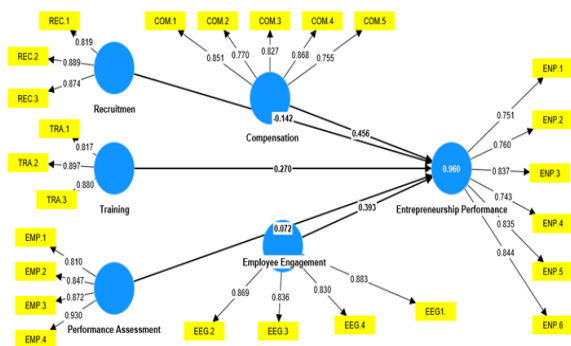 REC.1
REC.2
REC.3
0.819
0.889
0.874
Recruitmen
COM.1
COM.2
COM.3
COM.4
COM.5
0.851
0.770
0.827
0.868
0.755
Compensation
-0.142
0.456
TRA.1
TRA.2
TRA.3
0.817
0.897
0.880
Training
0.270
0.960
Entrepreneurship Performance
ENP.1
ENP.2
ENP.3
ENP.4
ENP.5
ENP.6
0.751
0.760
0.837
0.743
0.835
0.844
0.393
0.072
Employee Engagement
EMP.1
EMP.2
EMP.3
EMP.4
0.810
0.847
0.872
0.930
Performance Assessment
0.869
0.836
0.830
0.883
EEG.2
EEG.3
EEG.4
EEG1.